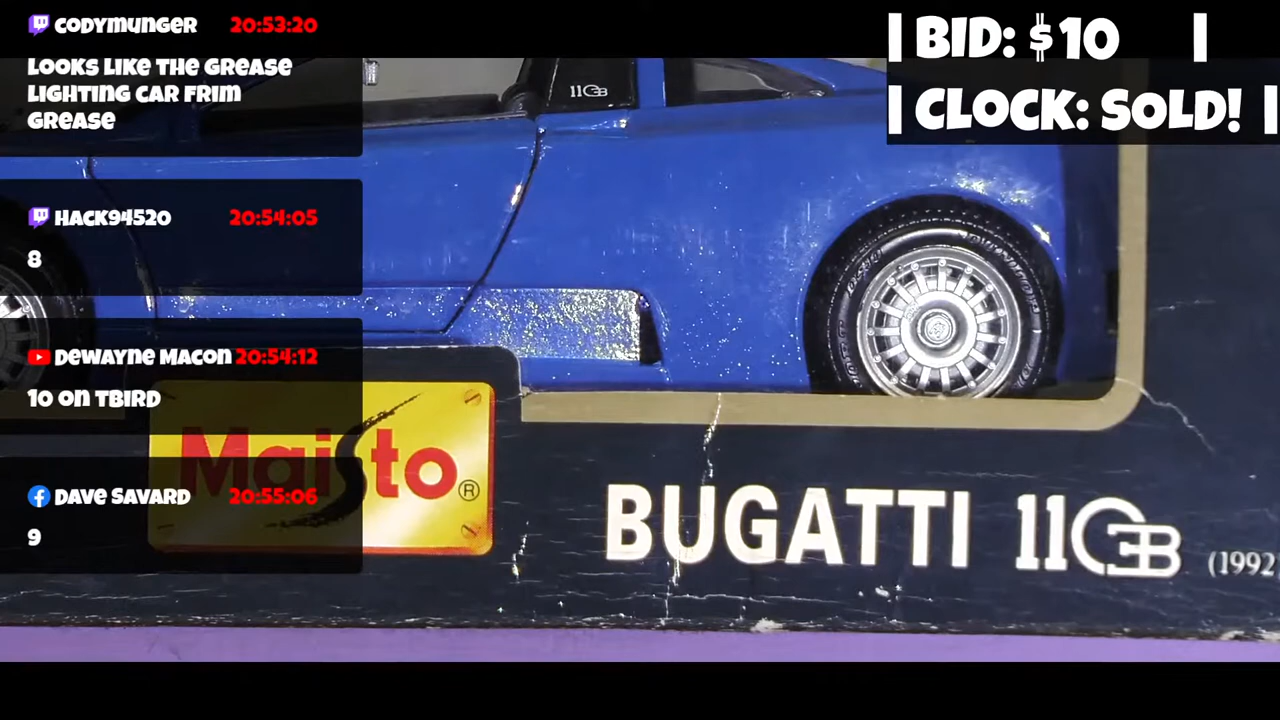 CODYMUNGER 20:53:20
LOOKS LIKE THE GREASE
LIGHTING CAR FRIM
GREASE
HACK94520 20:54:05
8
DEWAYNE MACON 20:54:12
10 ON TBIRD
DAVE SAVARD 20:55:06
9
| BID: $10 |
| CLOCK: SOLD! |
11GB
Maisto®
BUGATTI 11GB (1992